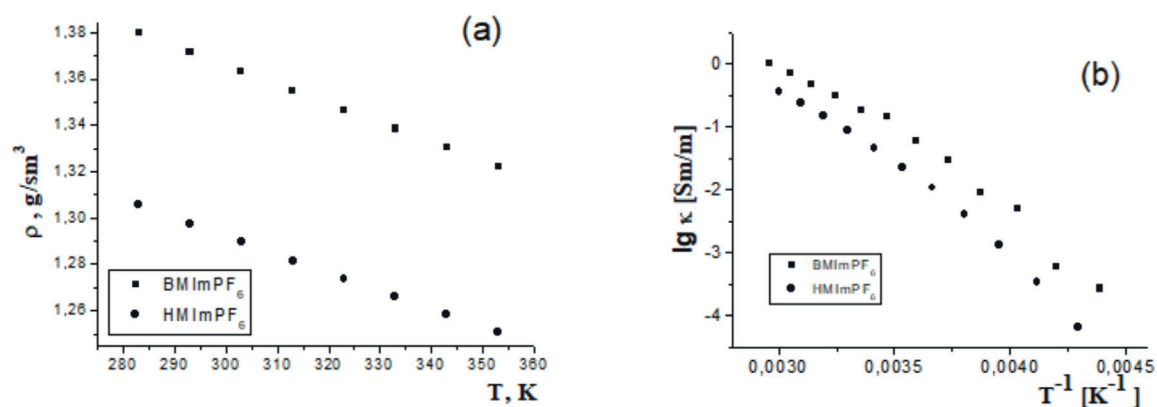 (a)
1,38
1,36
1,34
1,32
1,30
1,28
1,26
ρ , g/sm³
BMImPF₆
HMImPF₆
280 290 300 310 320 330 340 350 360
T, K
(b)
0
-1
-2
-3
-4
lg κ [Sm/m]
BMImPF₆
HMImPF₆
0,0030 0,0035 0,0040 0,0045
T⁻¹ [K⁻¹]